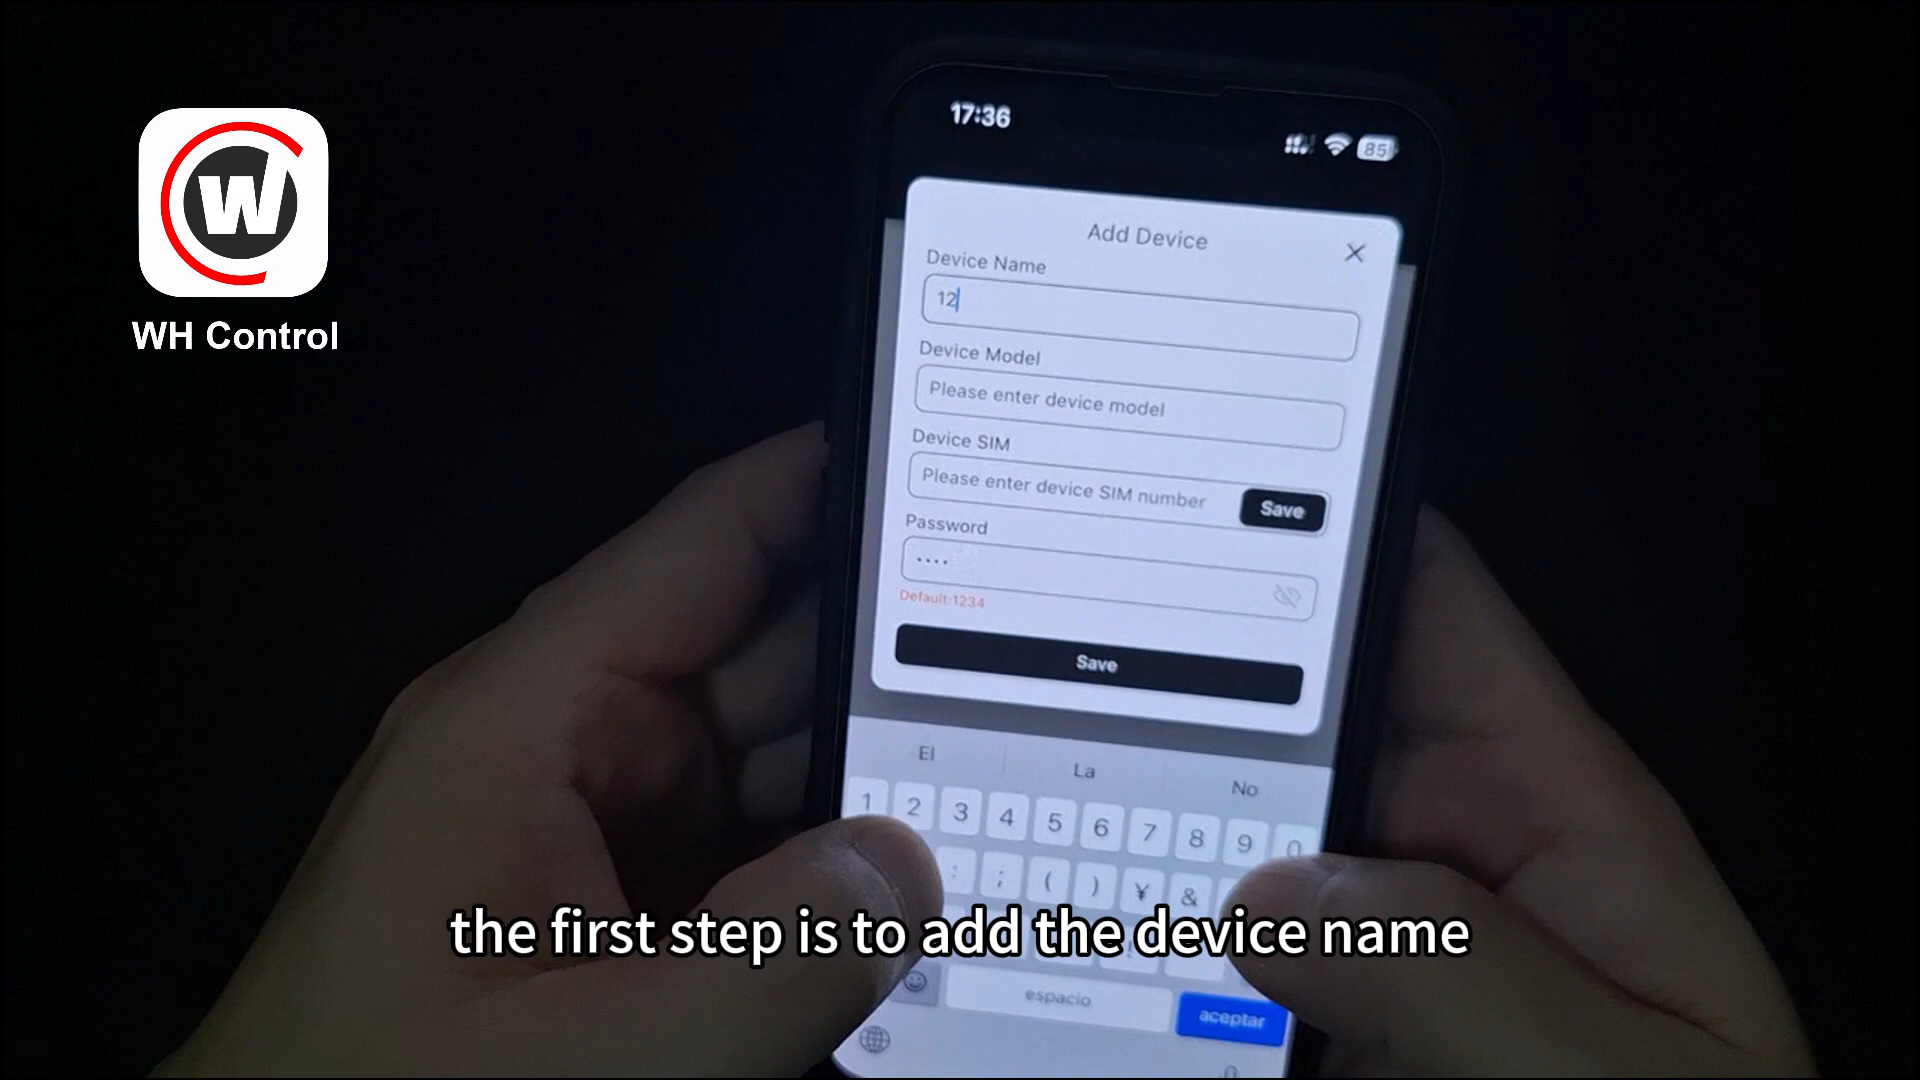 W
WH Control
17:36
85
Add Device
Device Name
12
Device Model
Please enter device model
Device SIM
Please enter device SIM number
Save
Password
••••
Default:1234
Save
El La No
1 2 3 4 5 6 7 8 9 0
: ; ( ) ¥ &
the first step is to add the device name
espacio
aceptar